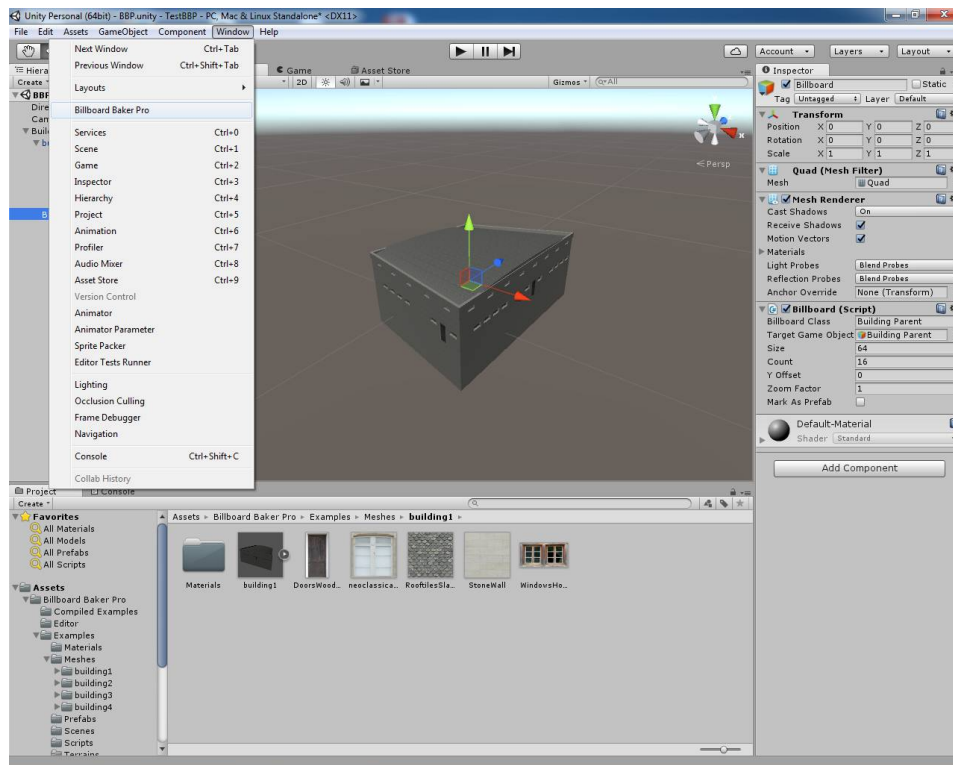 Unity Personal (64bit) - BBP.unity - TestBBP - PC, Mac & Linux Standalone* <DX11>
File Edit Assets GameObject Component Window Help
Account Layers Layout
Next Window Ctrl+Tab
Previous Window Ctrl+Shift+Tab
Layouts
Billboard Baker Pro
Services Ctrl+0
Scene Ctrl+1
Game Ctrl+2
Inspector Ctrl+3
Hierarchy Ctrl+4
Project Ctrl+5
Animation Ctrl+6
Profiler Ctrl+7
Audio Mixer Ctrl+8
Asset Store Ctrl+9
Version Control
Animator
Animator Parameter
Sprite Packer
Editor Tests Runner
Lighting
Occlusion Culling
Frame Debugger
Navigation
Console Ctrl+Shift+C
Collab History
Hiera
Create
BBP
Dire
Can
Buil
b
B
Game Asset Store
2D Gizmos All
x
Persp
Inspector
Billboard Static
Tag Untagged Layer Default
Transform
Position X 0 Y 0 Z 0
Rotation X 0 Y 0 Z 0
Scale X 1 Y 1 Z 1
Quad (Mesh Filter)
Mesh Quad
Mesh Renderer
Cast Shadows On
Receive Shadows
Motion Vectors
Materials
Light Probes Blend Probes
Reflection Probes Blend Probes
Anchor Override None (Transform)
Billboard (Script)
Billboard Class Building Parent
Target Game Object Building Parent
Size 64
Count 16
Y Offset 0
Zoom Factor 1
Mark As Prefab
Default-Material
Shader Standard
Add Component
Project Console
Create
Favorites
All Materials
All Models
All Prefabs
All Scripts
Assets
Billboard Baker Pro
Compiled Examples
Editor
Examples
Materials
Meshes
building1
building2
building3
building4
Prefabs
Scenes
Scripts
Terrains
Assets Billboard Baker Pro Examples Meshes building1
Materials building1 DoorsWood... neoclassica... RooftilesSla... StoneWall WindowsHo...